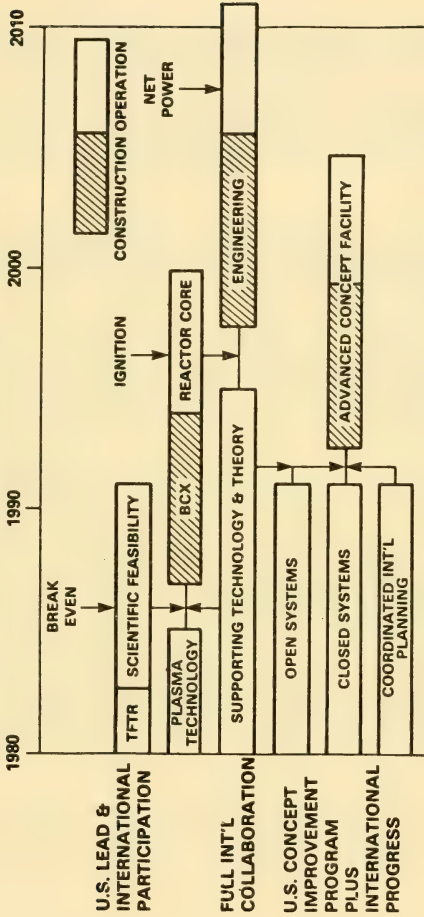 1980
1990
2000
2010
U.S. LEAD &
INTERNATIONAL
PARTICIPATION
BREAK
EVEN
TFTR
SCIENTIFIC FEASIBILITY
CONSTRUCTION OPERATION
PLASMA
TECHNOLOGY
BCX
REACTOR CORE
IGNITION
NET
POWER
FULL INT'L
COLLABORATION
SUPPORTING TECHNOLOGY & THEORY
ENGINEERING
U.S. CONCEPT
IMPROVEMENT
PROGRAM
PLUS
INTERNATIONAL
PROGRESS
OPEN SYSTEMS
CLOSED SYSTEMS
ADVANCED CONCEPT FACILITY
COORDINATED INT'L
PLANNING